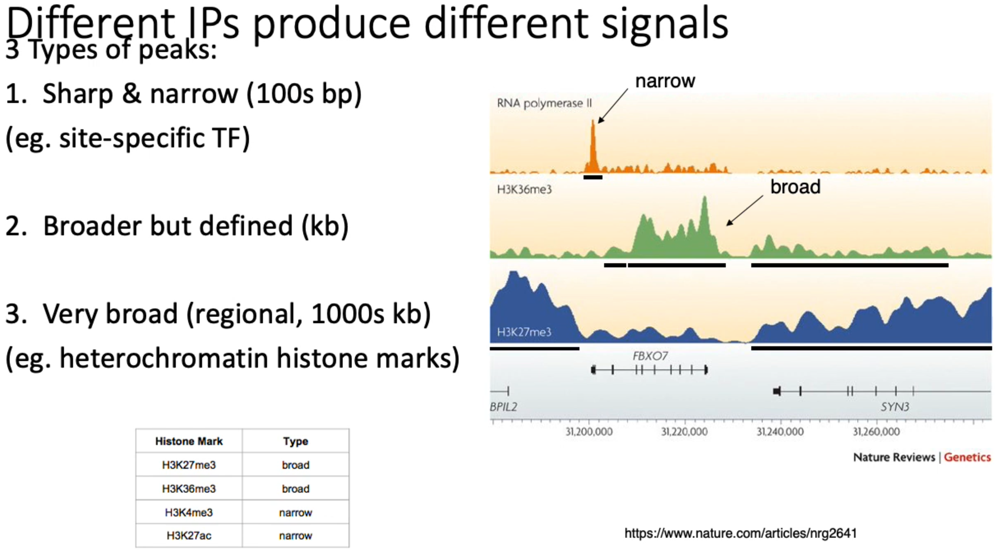 Different IPs produce different signals
3 Types of peaks:
1. Sharp & narrow (100s bp)
(eg. site-specific TF)
2. Broader but defined (kb)
3. Very broad (regional, 1000s kb)
(eg. heterochromatin histone marks)
Histone Mark Type
H3K27me3 broad
H3K36me3 broad
H3K4me3 narrow
H3K27ac narrow
narrow
RNA polymerase II
broad
H3K36me3
H3K27me3
FBXO7
BPIL2
SYN3
31,200,000 31,220,000 31,240,000 31,260,000
Nature Reviews | Genetics
https://www.nature.com/articles/nrg2641